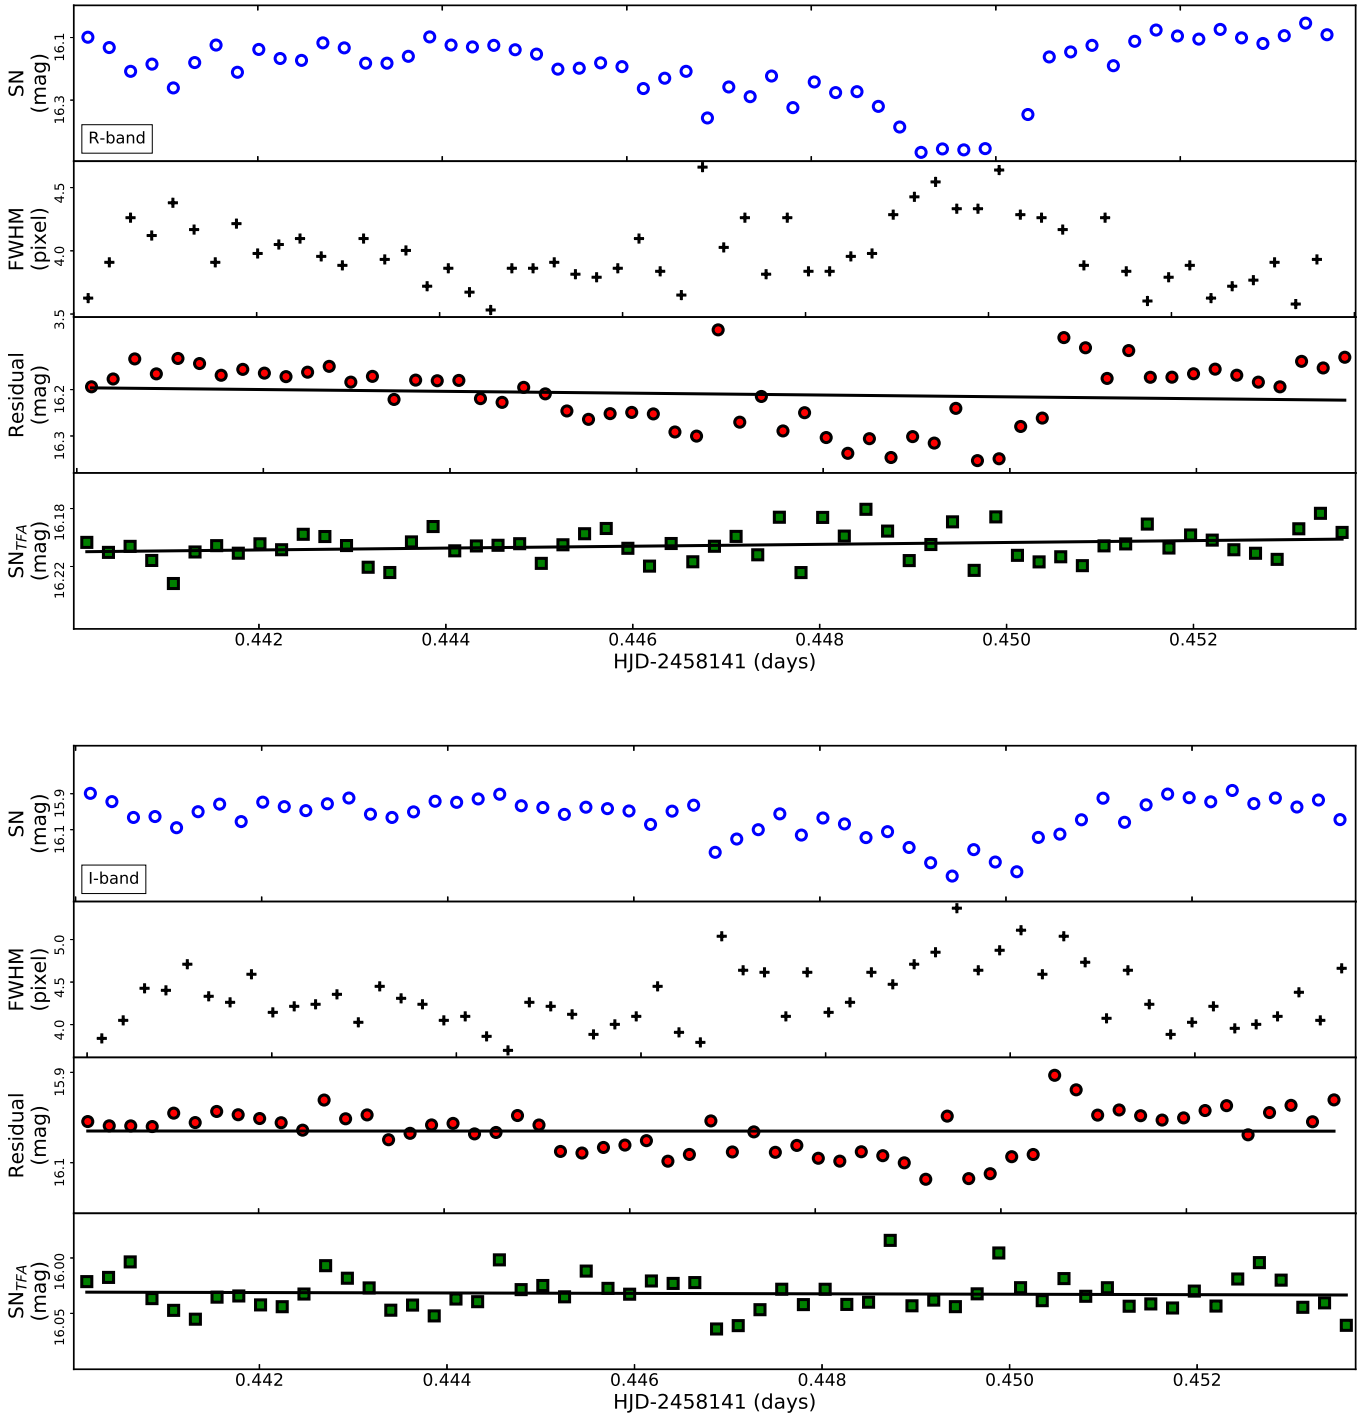 SN
(mag)
16.1
16.3
R-band
FWHM
(pixel)
4.5
4.0
3.5
Residual
(mag)
16.2
16.3
SN_TFA
(mag)
16.18
16.22
0.442 0.444 0.446 0.448 0.450 0.452
HJD-2458141 (days)
SN
(mag)
15.9
16.1
I-band
FWHM
(pixel)
5.0
4.5
4.0
Residual
(mag)
15.9
16.1
SN_TFA
(mag)
16.00
16.05
0.442 0.444 0.446 0.448 0.450 0.452
HJD-2458141 (days)